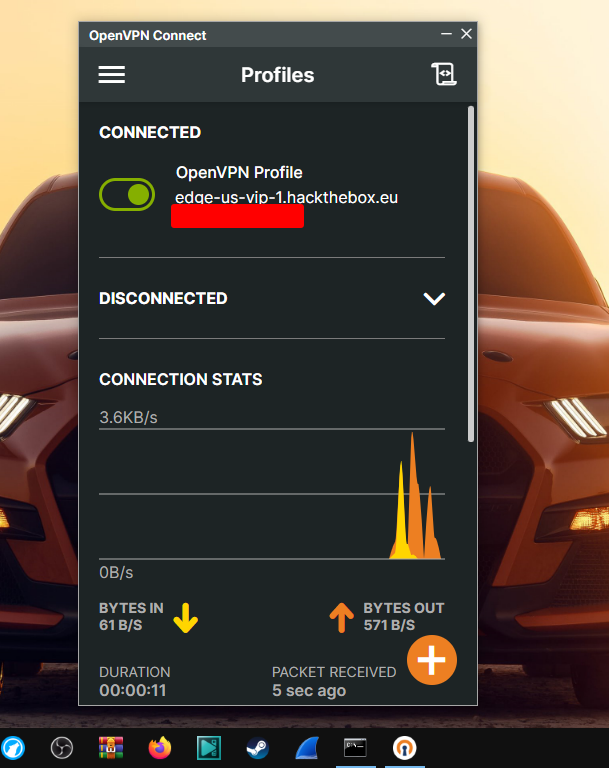 OpenVPN Connect
Profiles
CONNECTED
OpenVPN Profile
edge-us-vip-1.hackthebox.eu
DISCONNECTED
CONNECTION STATS
3.6KB/s
0B/s
BYTES IN
61 B/S
BYTES OUT
571 B/S
DURATION
00:00:11
PACKET RECEIVED
5 sec ago